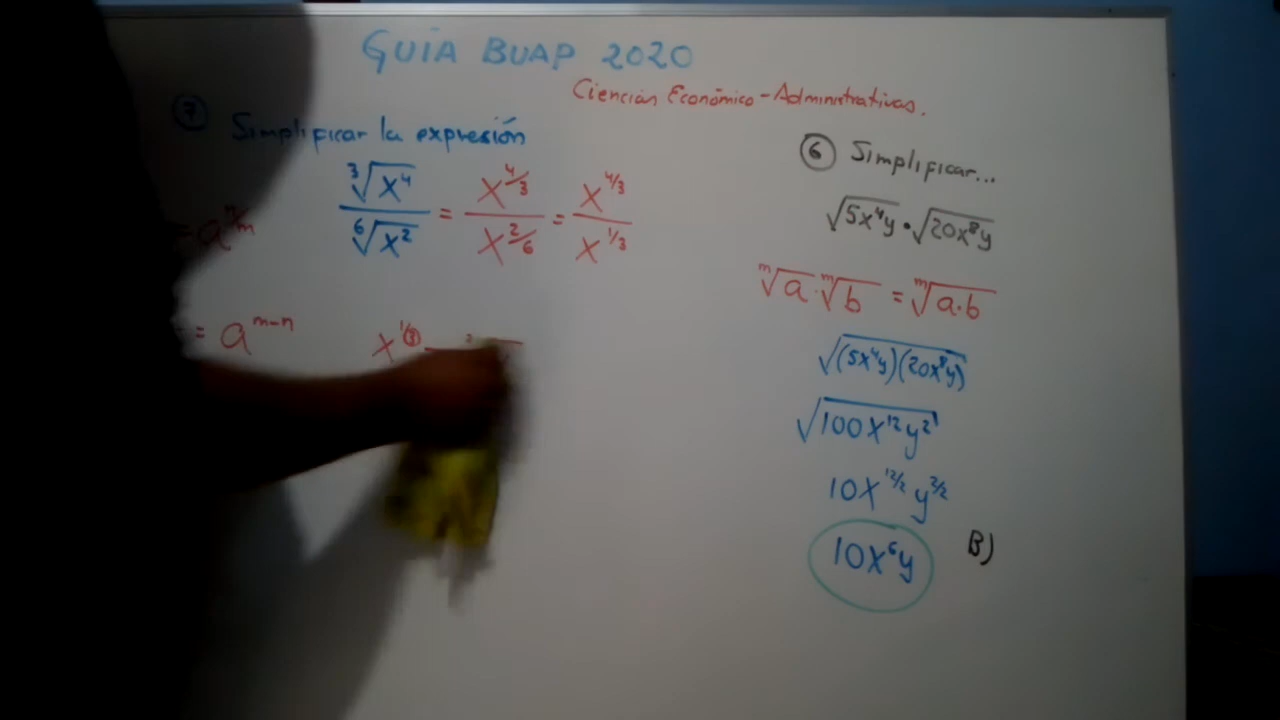 GUIA BUAP 2020
Ciencias Económico-Administrativas.
7 Simplificar la expresión
∛x⁴ / ⁶√x² = x^4/3 / x^2/6 = x^4/3 / x^1/3
= a^n/m
= a^m-n
6 Simplificar...
√5x⁴y · √20x⁸y
ᵐ√a · ᵐ√b = ᵐ√a·b
√(5x⁴y)(20x⁸y)
√100x¹²y²
10x^12/2 y^2/2
10x⁶y B)